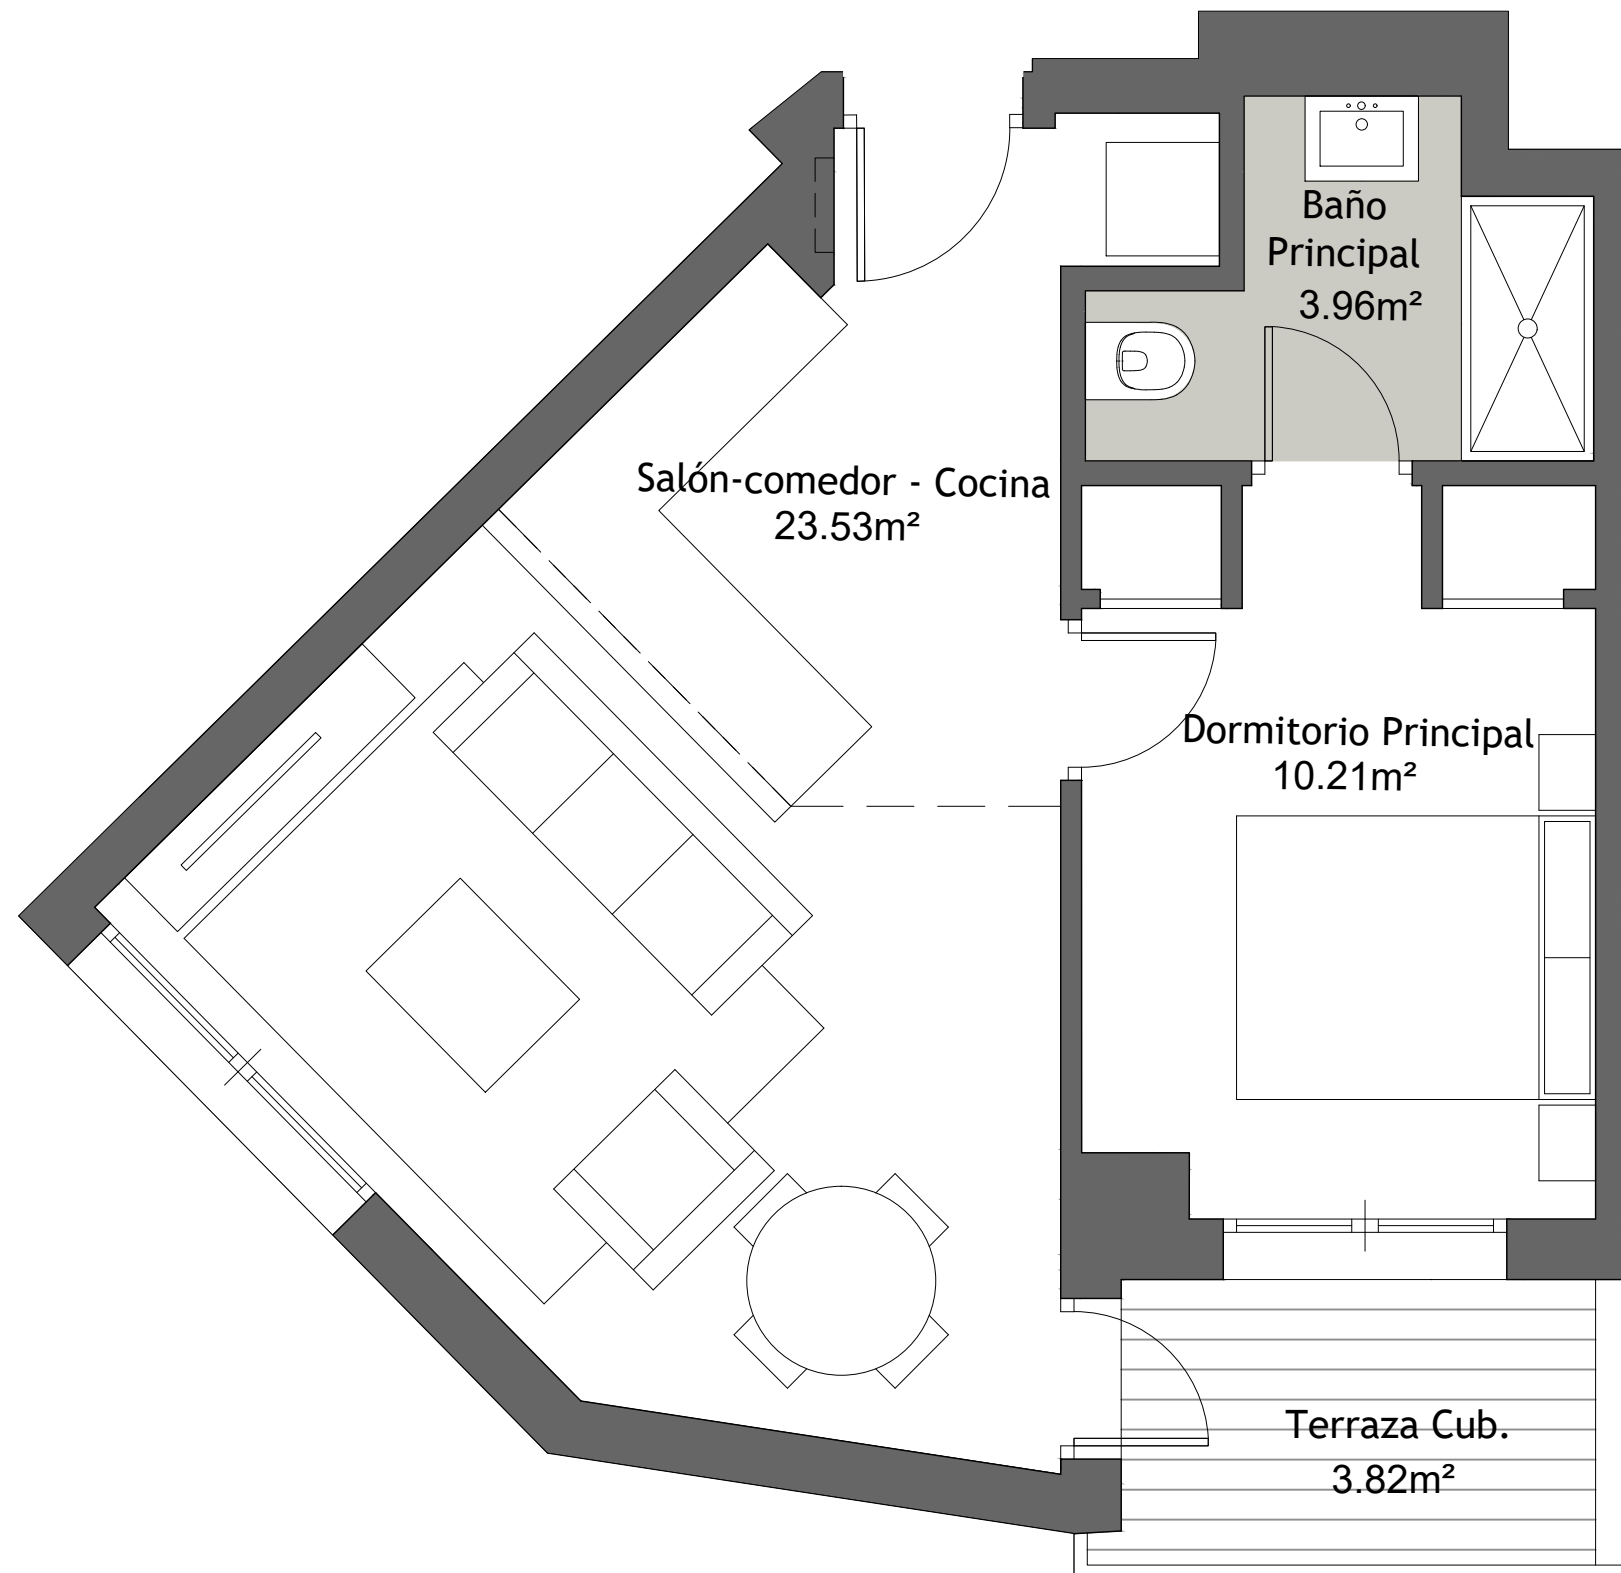 Baño
Principal
3.96m²
Salón-comedor - Cocina
23.53m²
Dormitorio Principal
10.21m²
Terraza Cub.
3.82m²